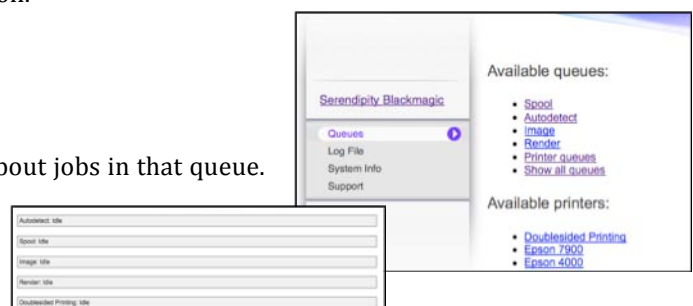 on.
Available queues:
Serendipity Blackmagic
• Spool
• Autodetect
Queues
• Image
• Render
Log File
• Printer queues
System Info
• Show all queues
bout jobs in that queue.
Support
Available printers:
Autodetect: Idle
• Doublesided Printing
Spool: Idle
• Epson 7900
• Epson 4000
Image: Idle
Render: Idle
Doublesided Printing: Idle